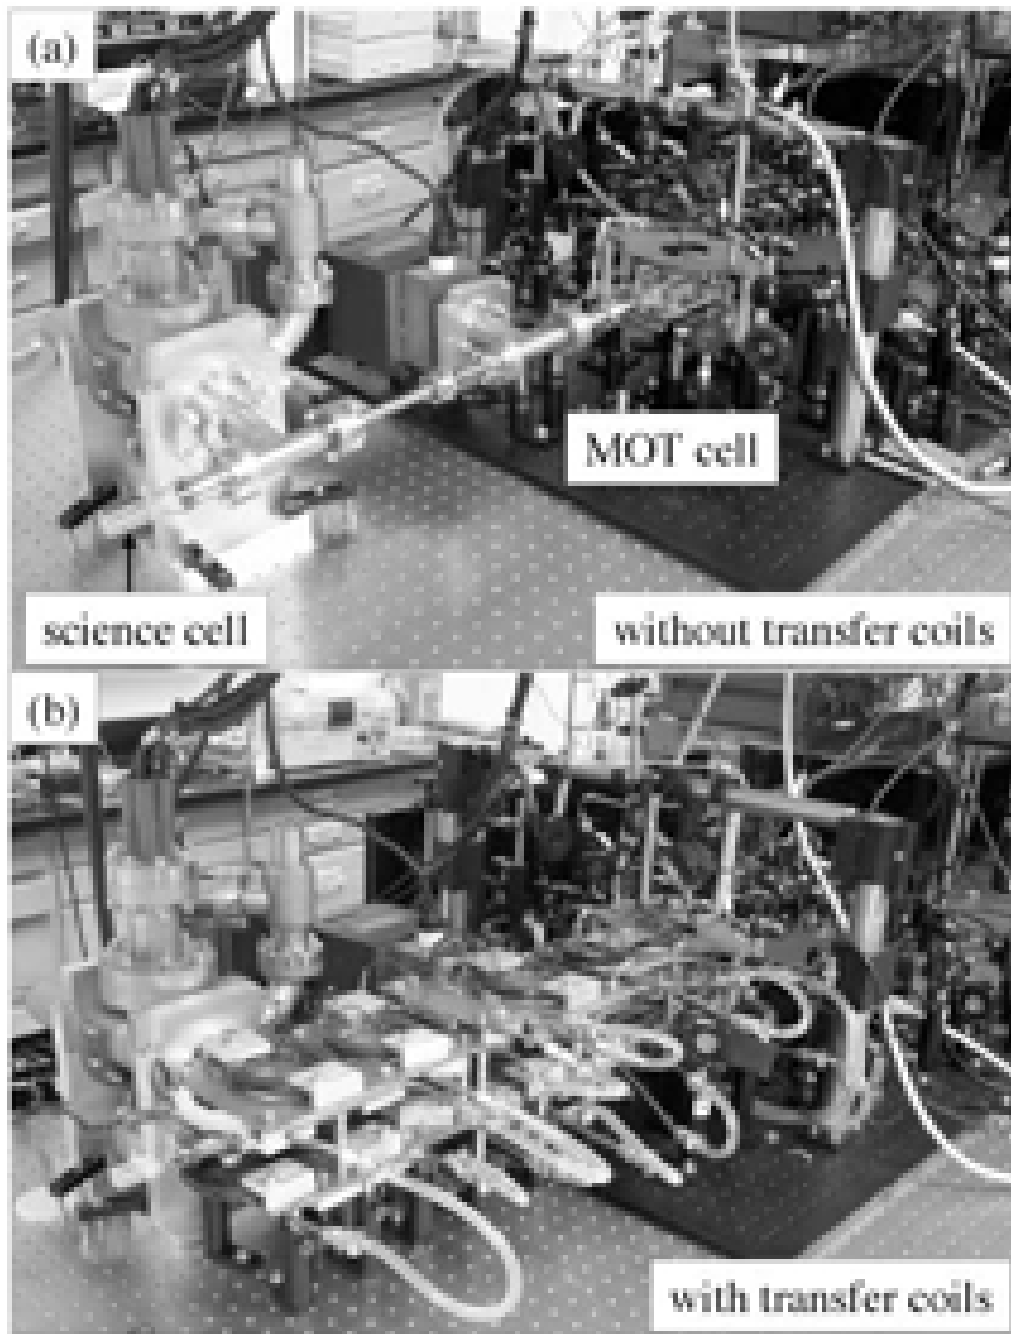 (a)
MOT cell
science cell
without transfer coils
(b)
with transfer coils